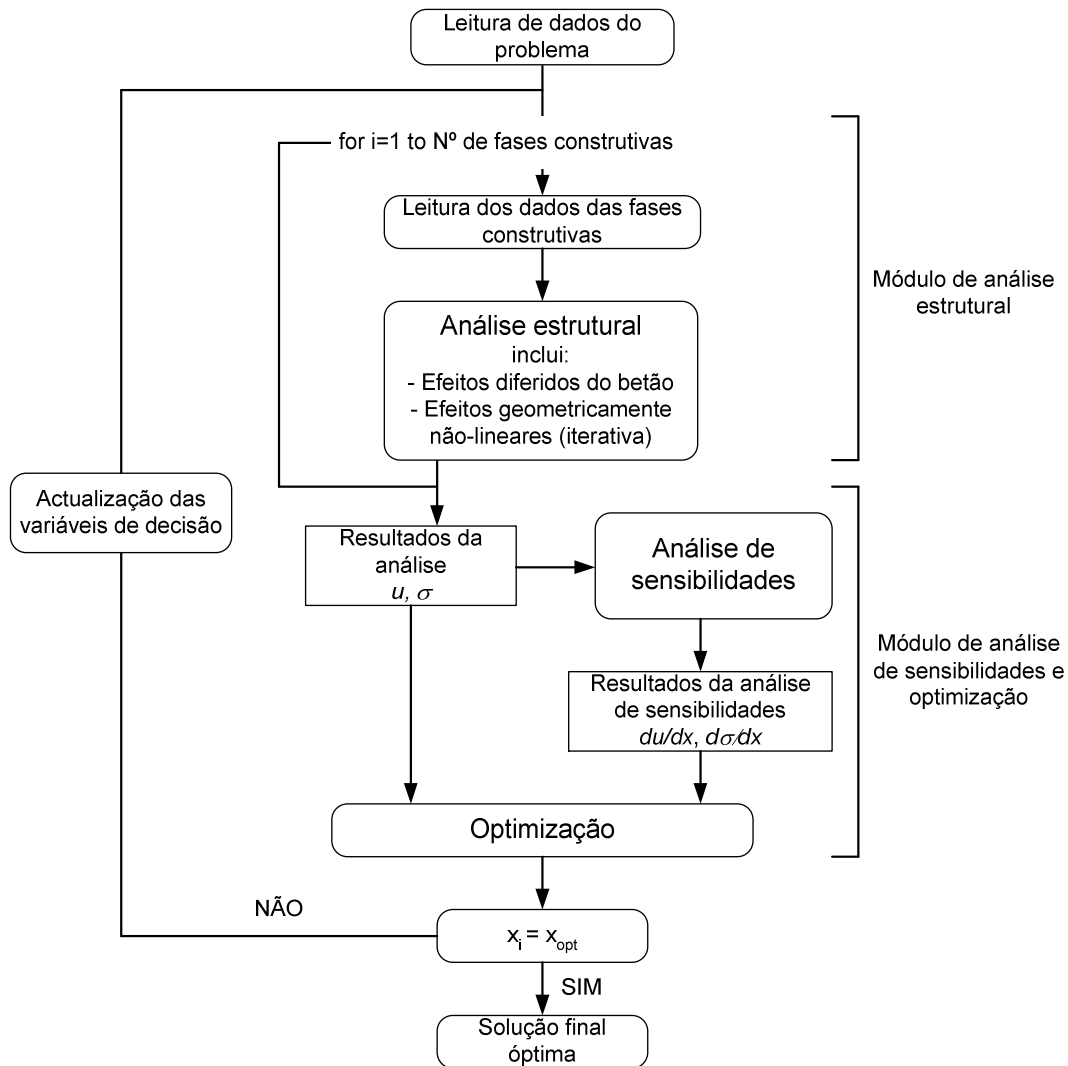 Leitura de dados do
problema
for i=1 to Nº de fases construtivas
Leitura dos dados das fases
construtivas
Análise estrutural
inclui:
- Efeitos diferidos do betão
- Efeitos geometricamente
não-lineares (iterativa)
Módulo de análise
estrutural
Actualização das
variáveis de decisão
Resultados da
análise
u, σ
Análise de
sensibilidades
Resultados da análise
de sensibilidades
du/dx, dσ/dx
Módulo de análise
de sensibilidades e
optimização
Optimização
NÃO
xi = xopt
SIM
Solução final
óptima